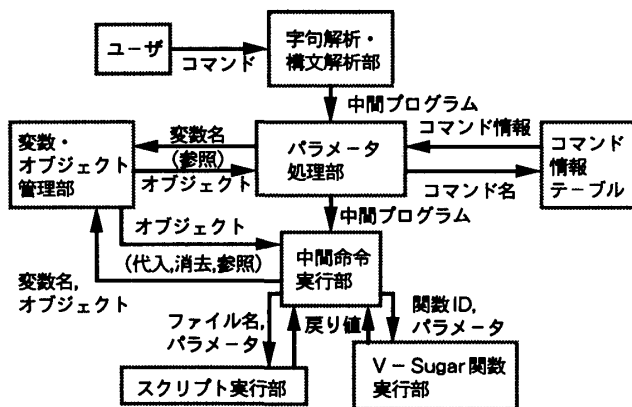 ユーザ
コマンド
字句解析・
構文解析部
中間プログラム
変数・
オブジェクト
管理部
変数名
(参照)
オブジェクト
パラメータ
処理部
コマンド情報
コマンド名
コマンド
情報
テーブル
中間プログラム
オブジェクト
(代入,消去,参照)
変数名,
オブジェクト
中間命令
実行部
ファイル名,
パラメータ
戻り値
関数ID,
パラメータ
スクリプト実行部
V－Sugar関数
実行部